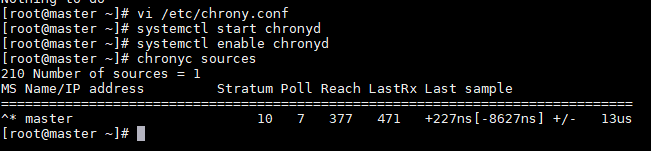 Nothing to do
[root@master ~]# vi /etc/chrony.conf
[root@master ~]# systemctl start chronyd
[root@master ~]# systemctl enable chronyd
[root@master ~]# chronyc sources
210 Number of sources = 1
MS Name/IP address         Stratum Poll Reach LastRx Last sample
===============================================================================
^* master                       10   7   377   471   +227ns[-8627ns] +/-   13us
[root@master ~]#